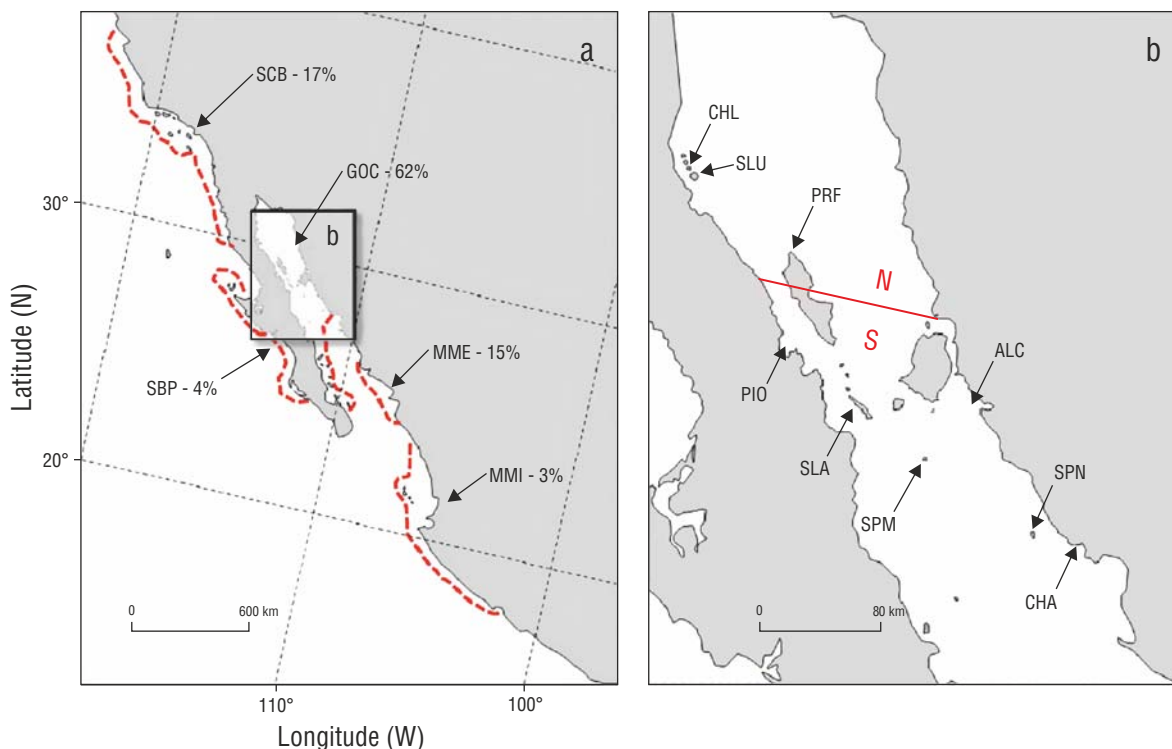 a
SCB - 17%
GOC - 62%
b
MME - 15%
SBP - 4%
MMI - 3%
30°
20°
Latitude (N)
0 600 km
110° 100°
Longitude (W)
b
CHL
SLU
PRF
N
S
PIO
ALC
SLA
SPM
SPN
CHA
0 80 km